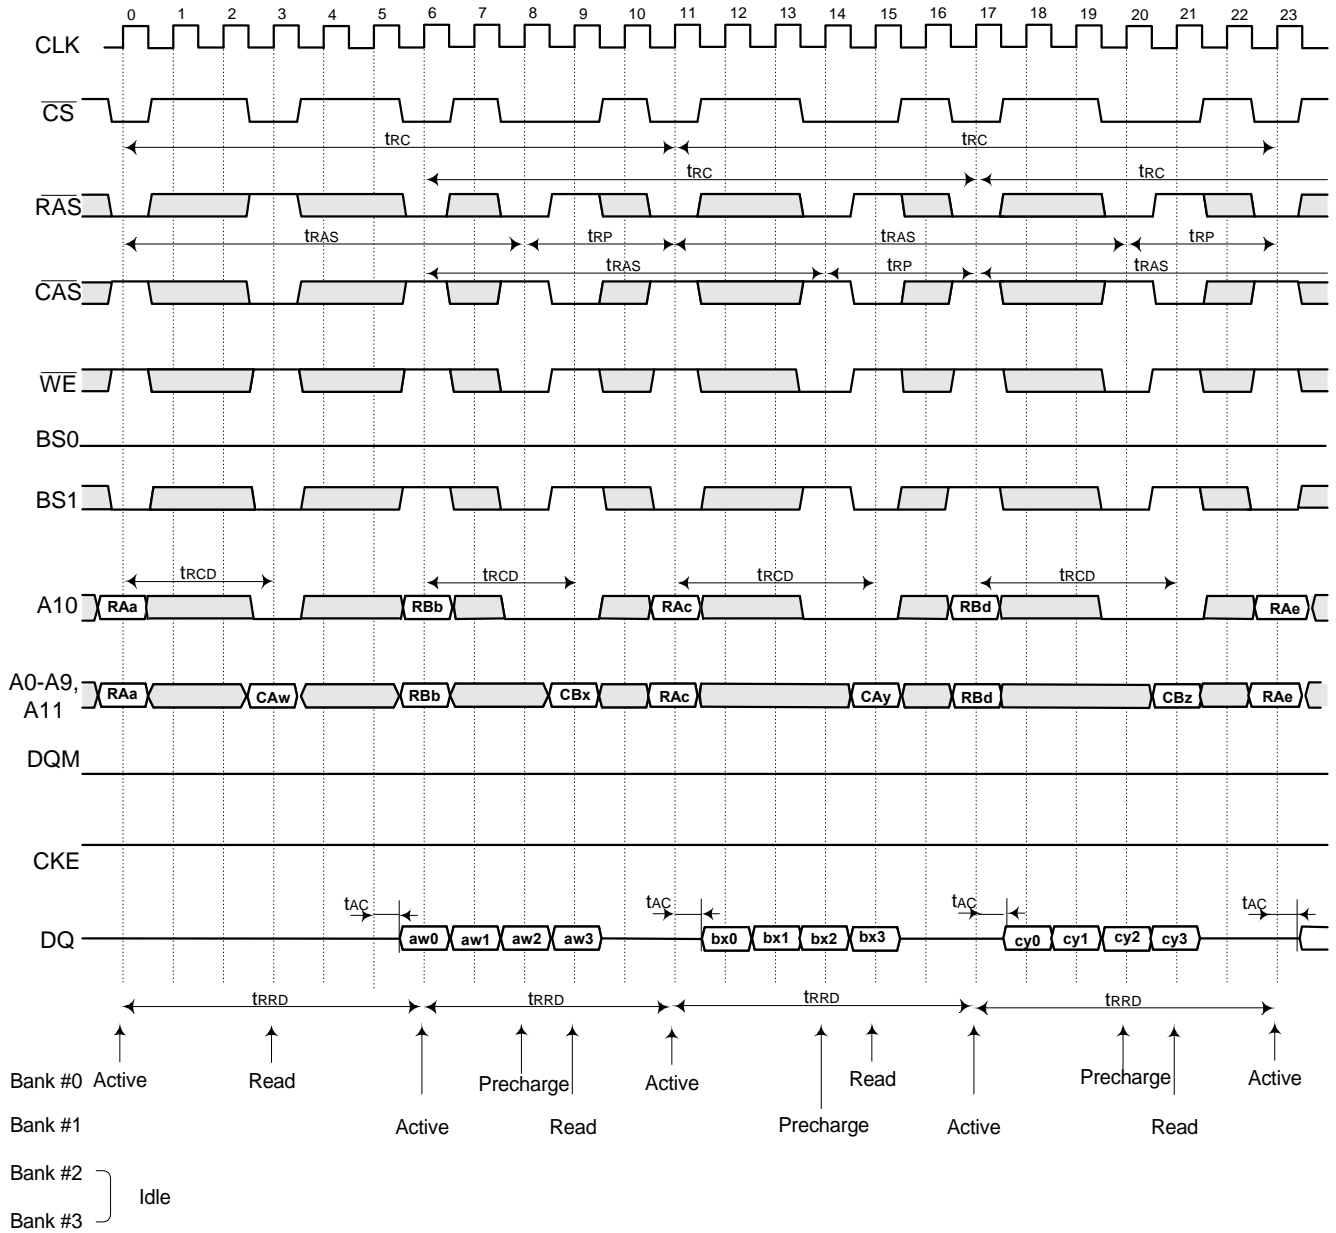 0 1 2 3 4 5 6 7 8 9 10 11 12 13 14 15 16 17 18 19 20 21 22 23
CLK
CS
tRC tRC
tRC tRC
RAS
tRAS tRP tRAS tRP
tRAS tRP tRAS
CAS
WE
BS0
BS1
tRCD tRCD tRCD tRCD
A10 RAa RBb RAc RBd RAe
A0-A9,
A11
RAa CAw RBb CBx RAc CAy RBd CBz RAe
DQM
CKE
tAC tAC tAC tAC
DQ aw0 aw1 aw2 aw3 bx0 bx1 bx2 bx3 cy0 cy1 cy2 cy3
tRRD tRRD tRRD tRRD
Bank #0 Active Read Precharge Active Read Precharge Active
Bank #1 Active Read Precharge Active Read
Bank #2
Idle
Bank #3